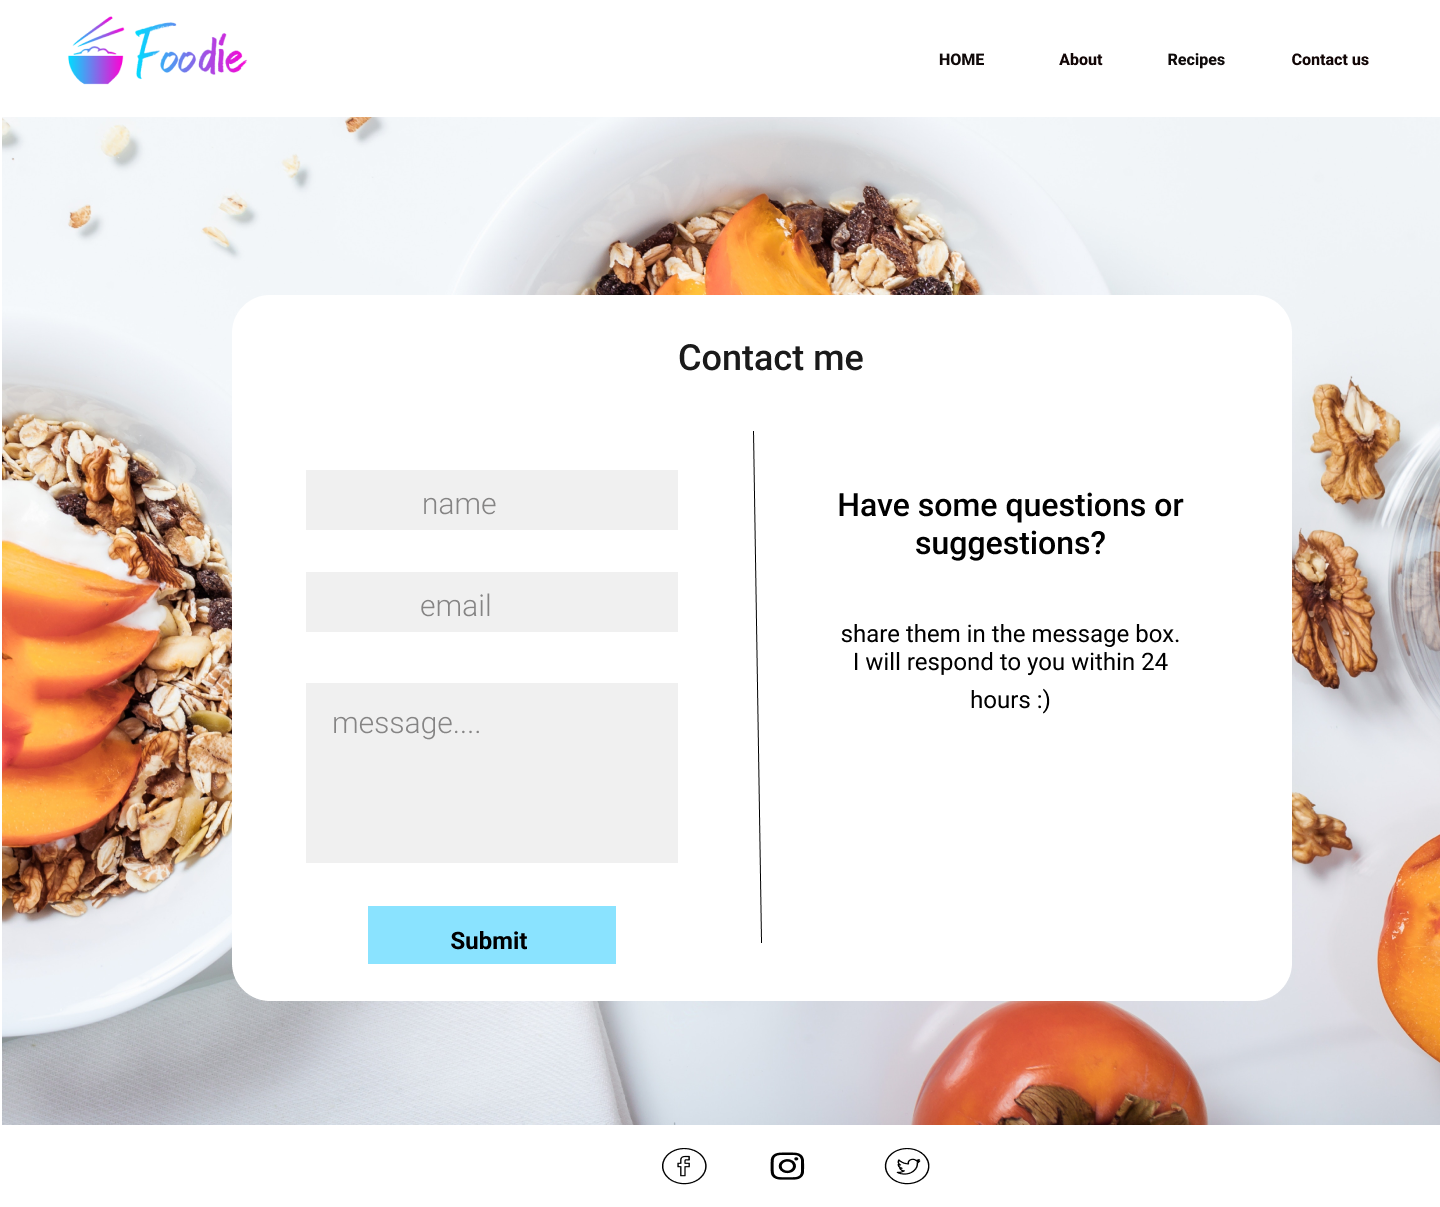 Foodie
HOME About Recipes Contact us
Contact me
name
email
message....
Submit
Have some questions or
suggestions?
share them in the message box.
I will respond to you within 24
hours :)